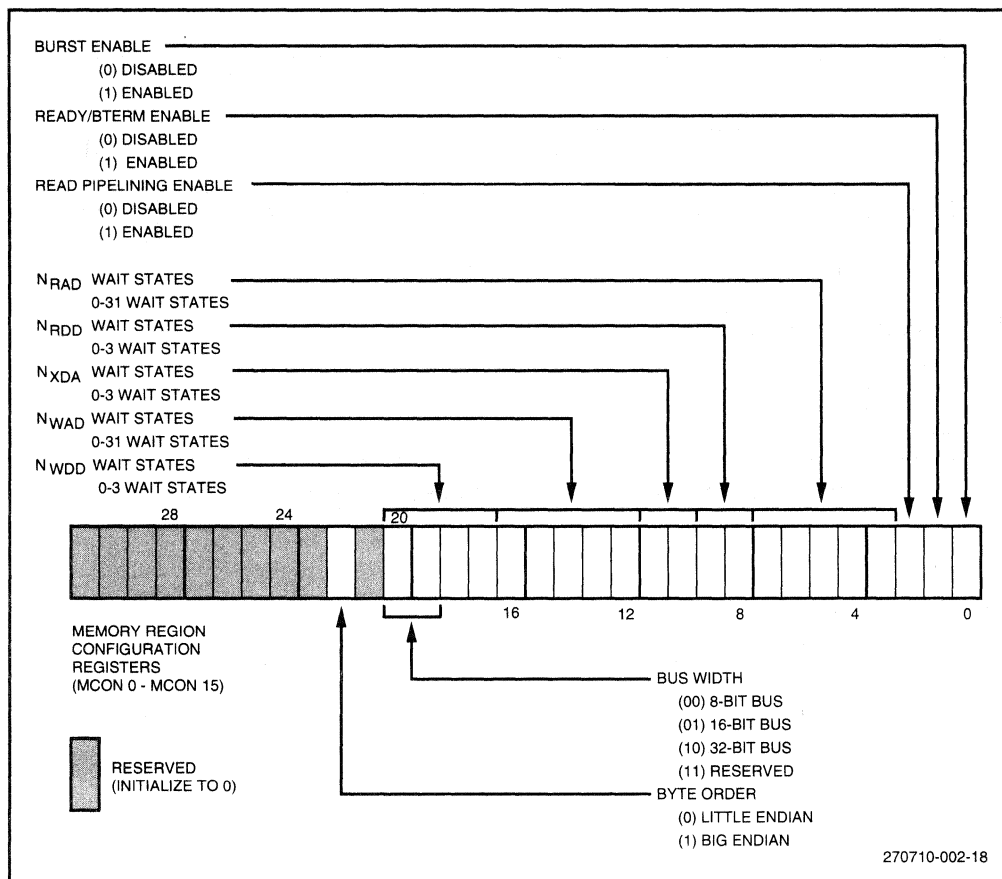 BURST ENABLE
(0) DISABLED
(1) ENABLED
READY/BTERM ENABLE
(0) DISABLED
(1) ENABLED
READ PIPELINING ENABLE
(0) DISABLED
(1) ENABLED
NRAD WAIT STATES
0-31 WAIT STATES
NRDD WAIT STATES
0-3 WAIT STATES
NXDA WAIT STATES
0-3 WAIT STATES
NWAD WAIT STATES
0-31 WAIT STATES
NWDD WAIT STATES
0-3 WAIT STATES
28 24 20
16 12 8 4 0
MEMORY REGION
CONFIGURATION
REGISTERS
(MCON 0 - MCON 15)
RESERVED
(INITIALIZE TO 0)
BUS WIDTH
(00) 8-BIT BUS
(01) 16-BIT BUS
(10) 32-BIT BUS
(11) RESERVED
BYTE ORDER
(0) LITTLE ENDIAN
(1) BIG ENDIAN
270710-002-18